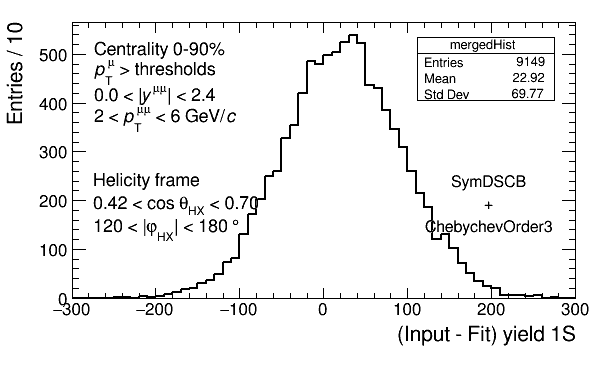 Entries / 10
500
400
300
200
100
0
−300 −200 −100 0 100 200 300
(Input - Fit) yield 1S
Centrality 0-90%
p_T^μ > thresholds
0.0 < |y^μμ| < 2.4
2 < p_T^μμ < 6 GeV/c
Helicity frame
0.42 < cos θ_HX < 0.70
120 < |φ_HX| < 180 °
mergedHist
Entries 9149
Mean 22.92
Std Dev 69.77
SymDSCB
+
ChebychevOrder3